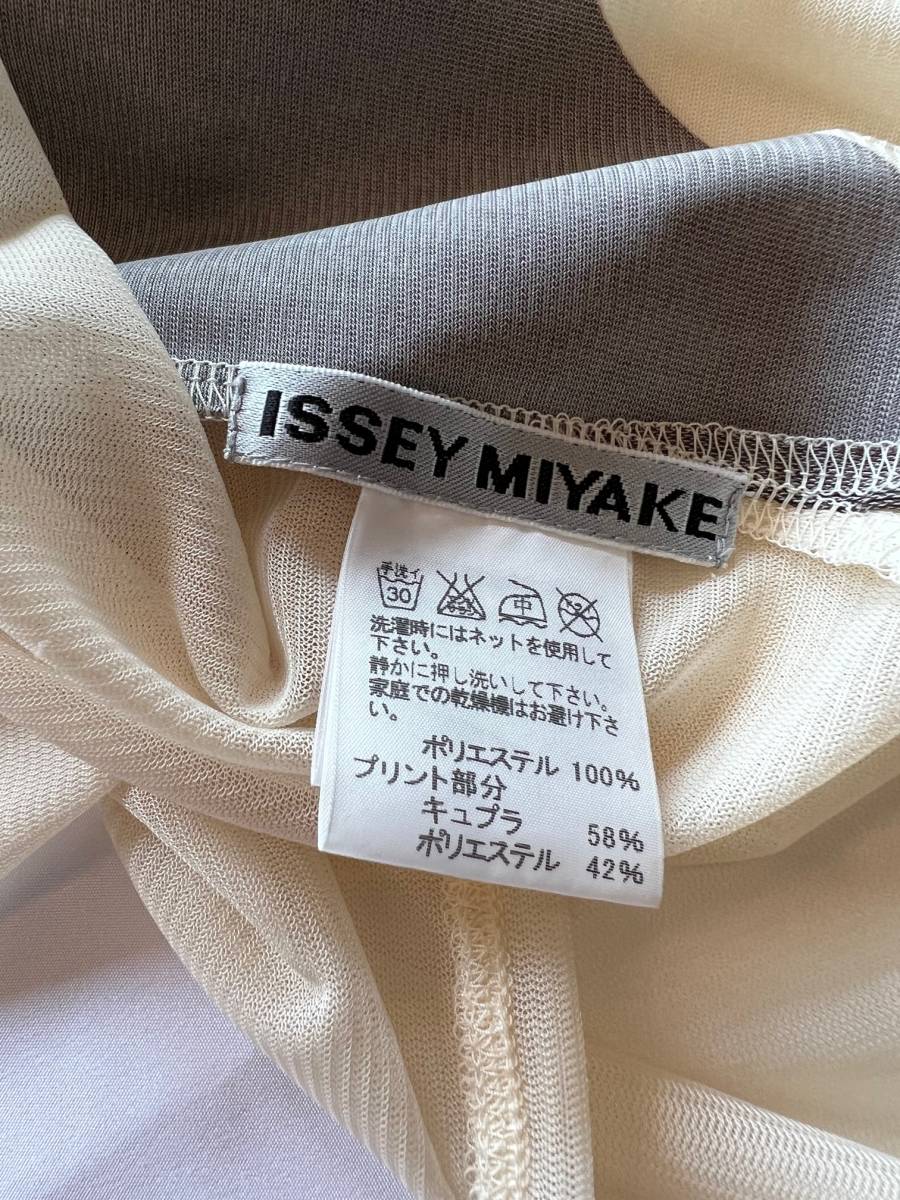 ISSEY MIYAKE
手洗イ
30
中
洗濯時にはネットを使用して
下さい。
静かに押し洗いして下さい。
家庭での乾燥機はお避け下さ
い。
ポリエステル 100%
プリント部分
キュプラ 58%
ポリエステル 42%